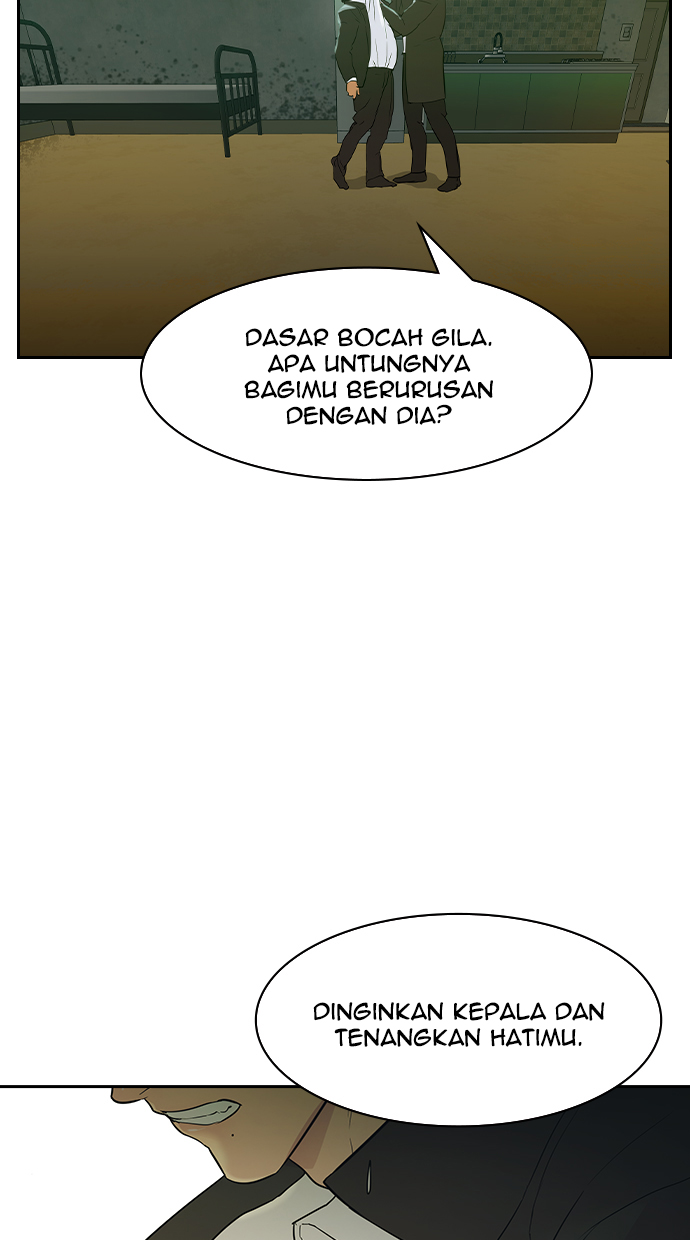 DASAR BOCAH GILA.
APA UNTUNGNYA
BAGIMU BERURUSAN
DENGAN DIA?
DINGINKAN KEPALA DAN
TENANGKAN HATIMU.